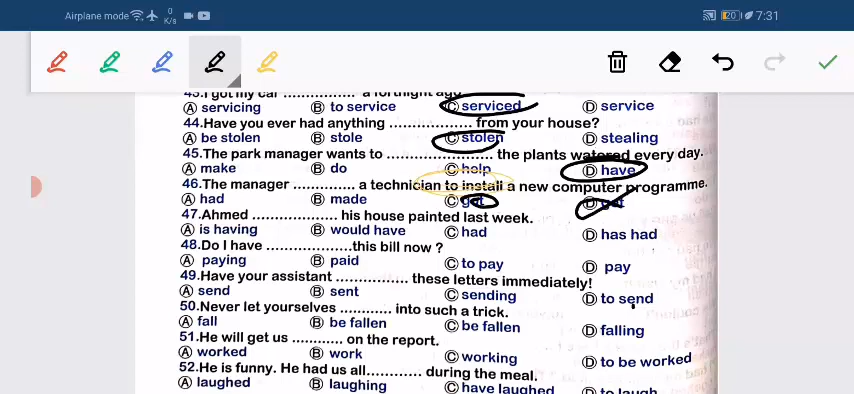 Airplane mode 0 K/s 20 7:31
43.I got my car ............... a fortnight ago
Ⓐ servicing Ⓑ to service Ⓒ serviced Ⓓ service
44.Have you ever had anything .................. from your house?
Ⓐ be stolen Ⓑ stole Ⓒ stolen Ⓓ stealing
45.The park manager wants to ....................... the plants watered every day.
Ⓐ make Ⓑ do Ⓒ help Ⓓ have
46.The manager ............. a technician to install a new computer programme.
Ⓐ had Ⓑ made Ⓒ Ⓓ
47.Ahmed .................. his house painted last week.
Ⓐ is having Ⓑ would have Ⓒ had Ⓓ has had
48.Do I have ...................this bill now ?
Ⓐ paying Ⓑ paid Ⓒ to pay Ⓓ pay
49.Have your assistant ................ these letters immediately!
Ⓐ send Ⓑ sent Ⓒ sending Ⓓ to send
50.Never let yourselves ........... into such a trick.
Ⓐ fall Ⓑ be fallen Ⓒ be fallen Ⓓ falling
51.He will get us ........... on the report.
Ⓐ worked Ⓑ work Ⓒ working Ⓓ to be worked
52.He is funny. He had us all............ during the meal.
Ⓐ laughed Ⓑ laughing Ⓒ have laughed Ⓓ to laugh